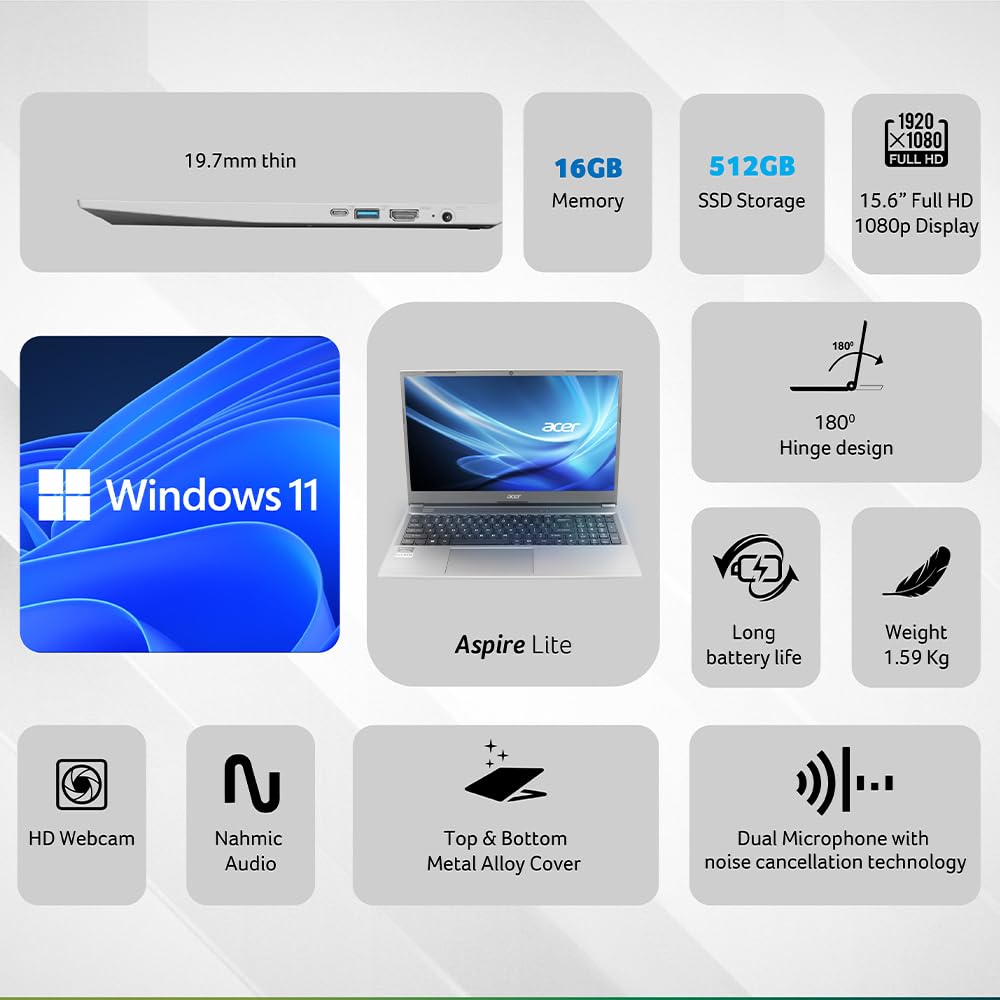 19.7mm thin
16GB
Memory
512GB
SSD Storage
1920
×1080
FULL HD
15.6” Full HD
1080p Display
Windows 11
acer
acer
Aspire Lite
180⁰
180⁰
Hinge design
Long
battery life
Weight
1.59 Kg
HD Webcam
Nahmic
Audio
Top & Bottom
Metal Alloy Cover
Dual Microphone with
noise cancellation technology